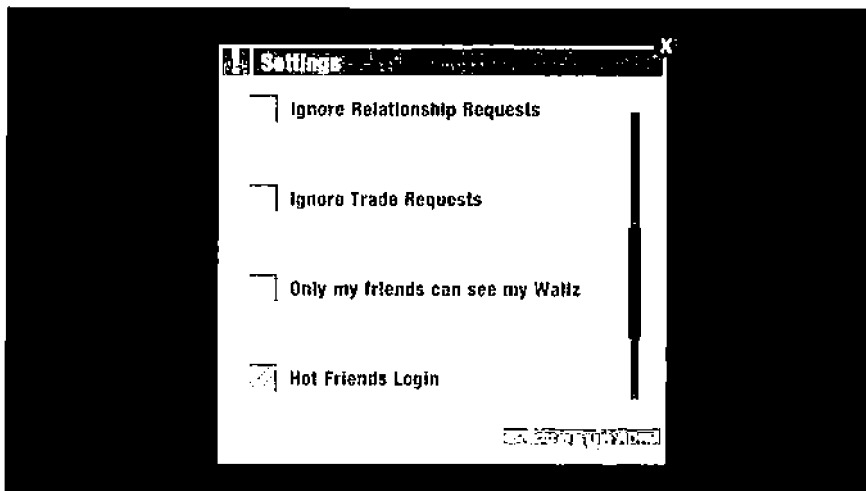 X
Settings
Ignore Relationship Requests
Ignore Trade Requests
Only my friends can see my Wallz
Hot Friends Login